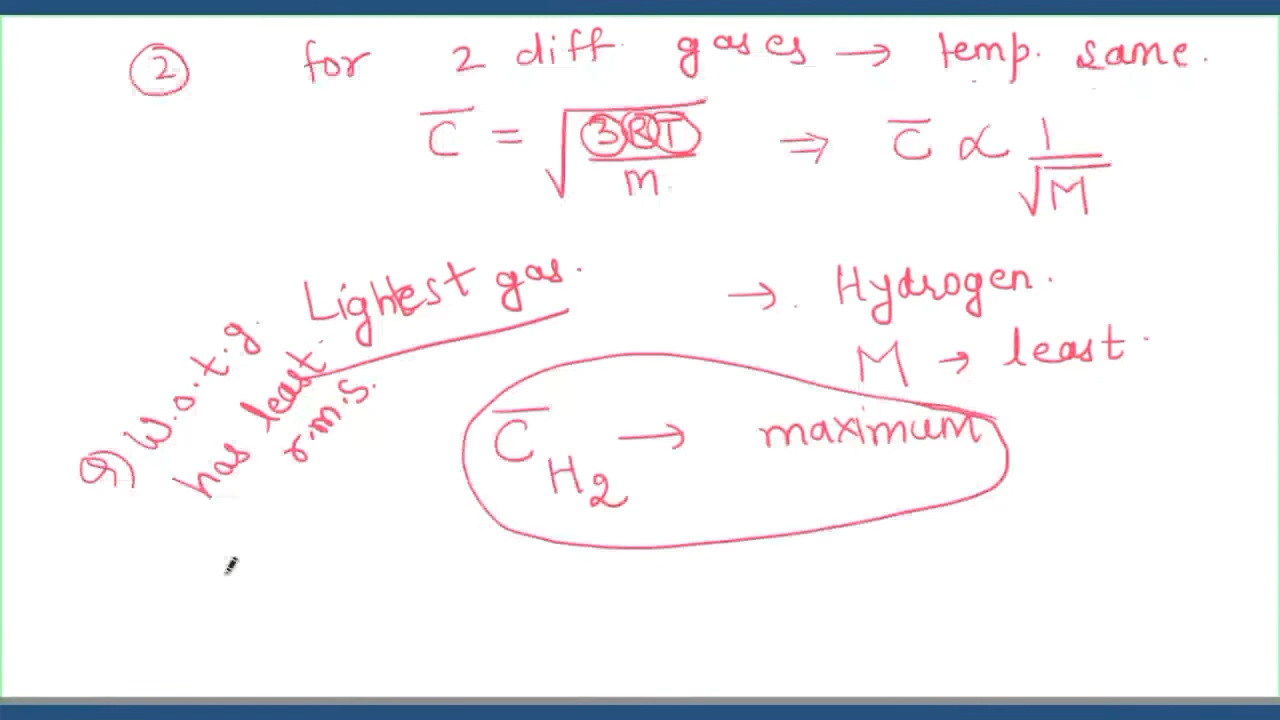 ② for 2 diff. gases → temp. same.
C̅ = √(3RT/m) ⇒ C̅ ∝ 1/√M
Lightest gas. → Hydrogen.
M → least.
C̅ H₂ → maximum
Q) W.o.t.g.
has least.
r.m.s.